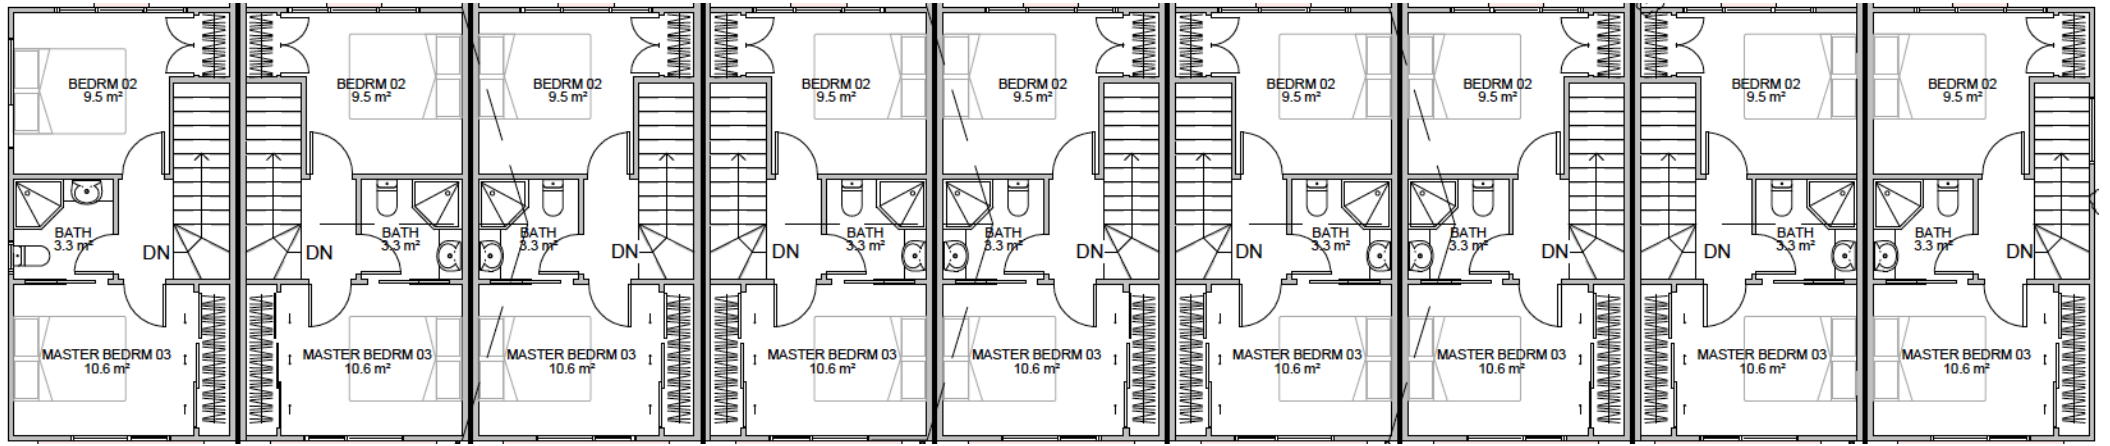 BEDRM 02
9.5 m²
BATH
3.3 m²
DN
MASTER BEDRM 03
10.6 m²
BEDRM 02
9.5 m²
BATH
3.3 m²
DN
MASTER BEDRM 03
10.6 m²
BEDRM 02
9.5 m²
BATH
3.3 m²
DN
MASTER BEDRM 03
10.6 m²
BEDRM 02
9.5 m²
BATH
3.3 m²
DN
MASTER BEDRM 03
10.6 m²
BEDRM 02
9.5 m²
BATH
3.3 m²
DN
MASTER BEDRM 03
10.6 m²
BEDRM 02
9.5 m²
BATH
3.3 m²
DN
MASTER BEDRM 03
10.6 m²
BEDRM 02
9.5 m²
BATH
3.3 m²
DN
MASTER BEDRM 03
10.6 m²
BEDRM 02
9.5 m²
BATH
3.3 m²
DN
MASTER BEDRM 03
10.6 m²
BEDRM 02
9.5 m²
BATH
3.3 m²
DN
MASTER BEDRM 03
10.6 m²